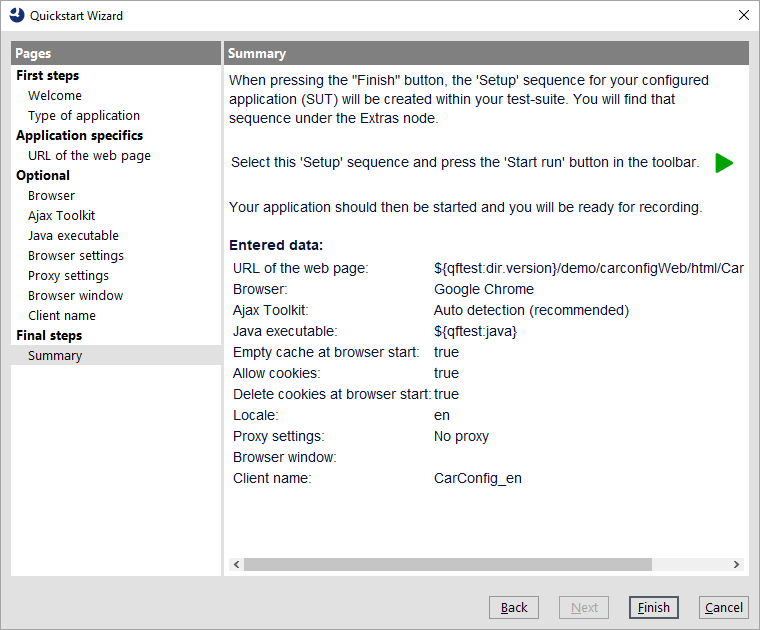 Quickstart Wizard
Pages
First steps
Welcome
Type of application
Application specifics
URL of the web page
Optional
Browser
Ajax Toolkit
Java executable
Browser settings
Proxy settings
Browser window
Client name
Final steps
Summary
Summary
When pressing the "Finish" button, the 'Setup' sequence for your configured
application (SUT) will be created within your test-suite. You will find that
sequence under the Extras node.
Select this 'Setup' sequence and press the 'Start run' button in the toolbar.
Your application should then be started and you will be ready for recording.
Entered data:
URL of the web page: ${qftest:dir.version}/demo/carconfigWeb/html/Car
Browser: Google Chrome
Ajax Toolkit: Auto detection (recommended)
Java executable: ${qftest:java}
Empty cache at browser start: true
Allow cookies: true
Delete cookies at browser start: true
Locale: en
Proxy settings: No proxy
Browser window:
Client name: CarConfig_en
Back Next Finish Cancel